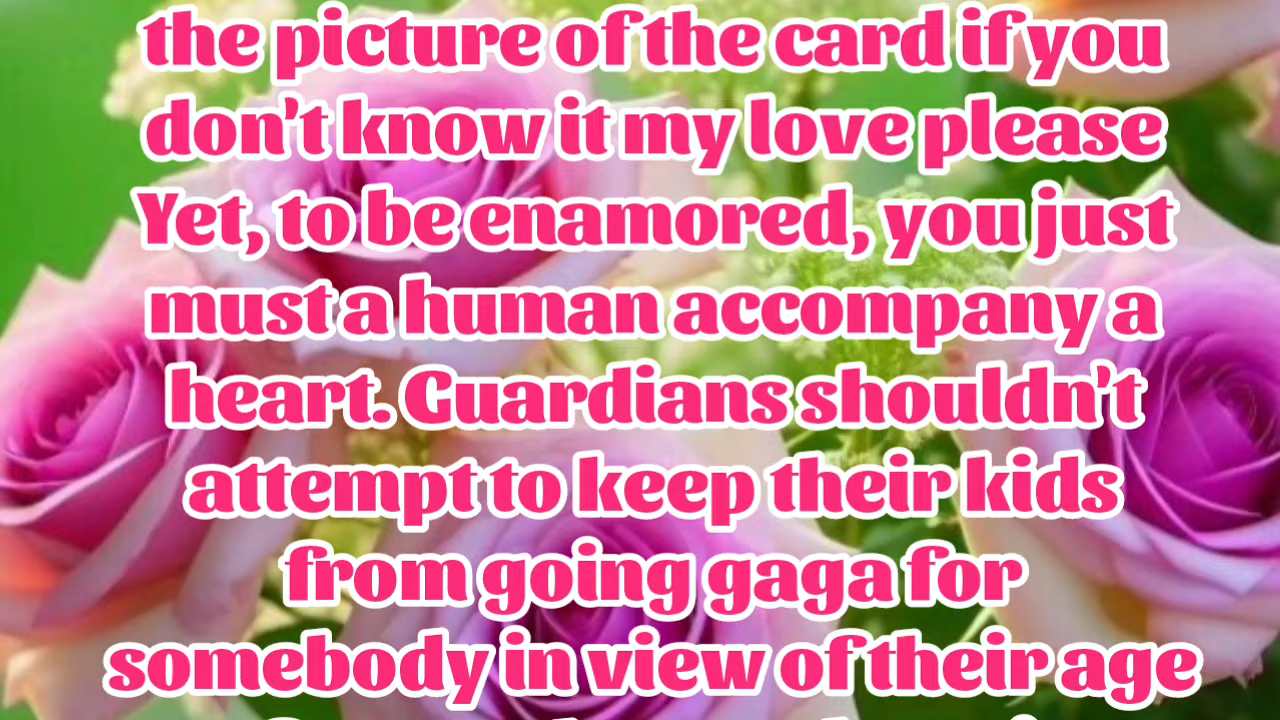 the picture of the card if you
don't know it my love please
Yet, to be enamored, you just
must a human accompany a
heart. Guardians shouldn't
attempt to keep their kids
from going gaga for
somebody in view of their age